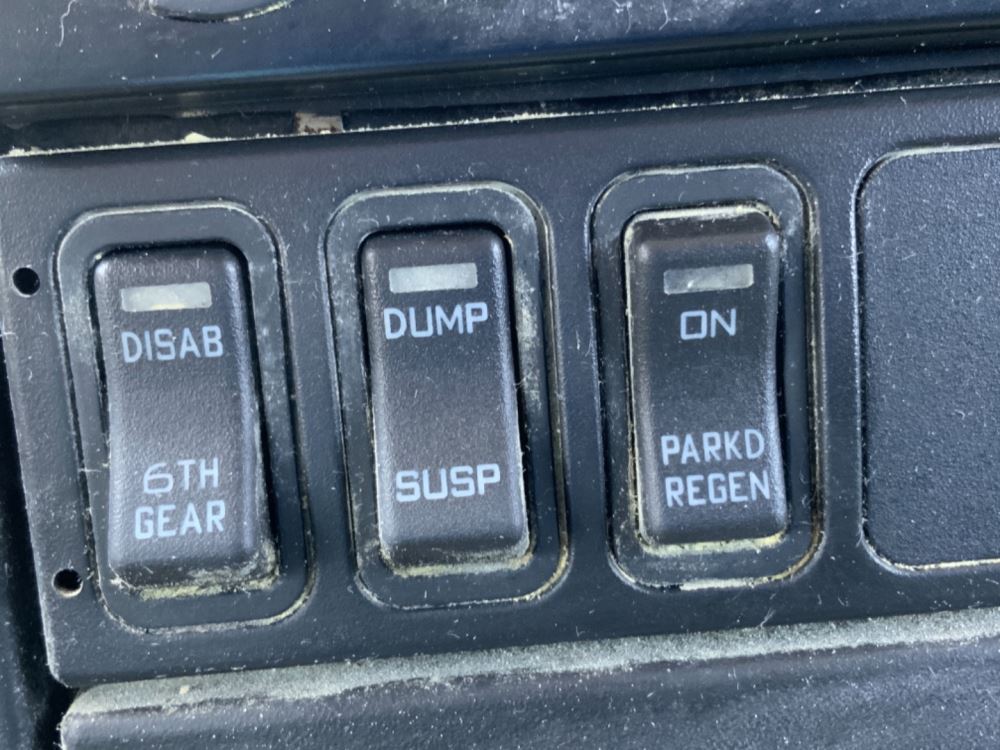 DISAB
6TH
GEAR
DUMP
SUSP
ON
PARKD
REGEN